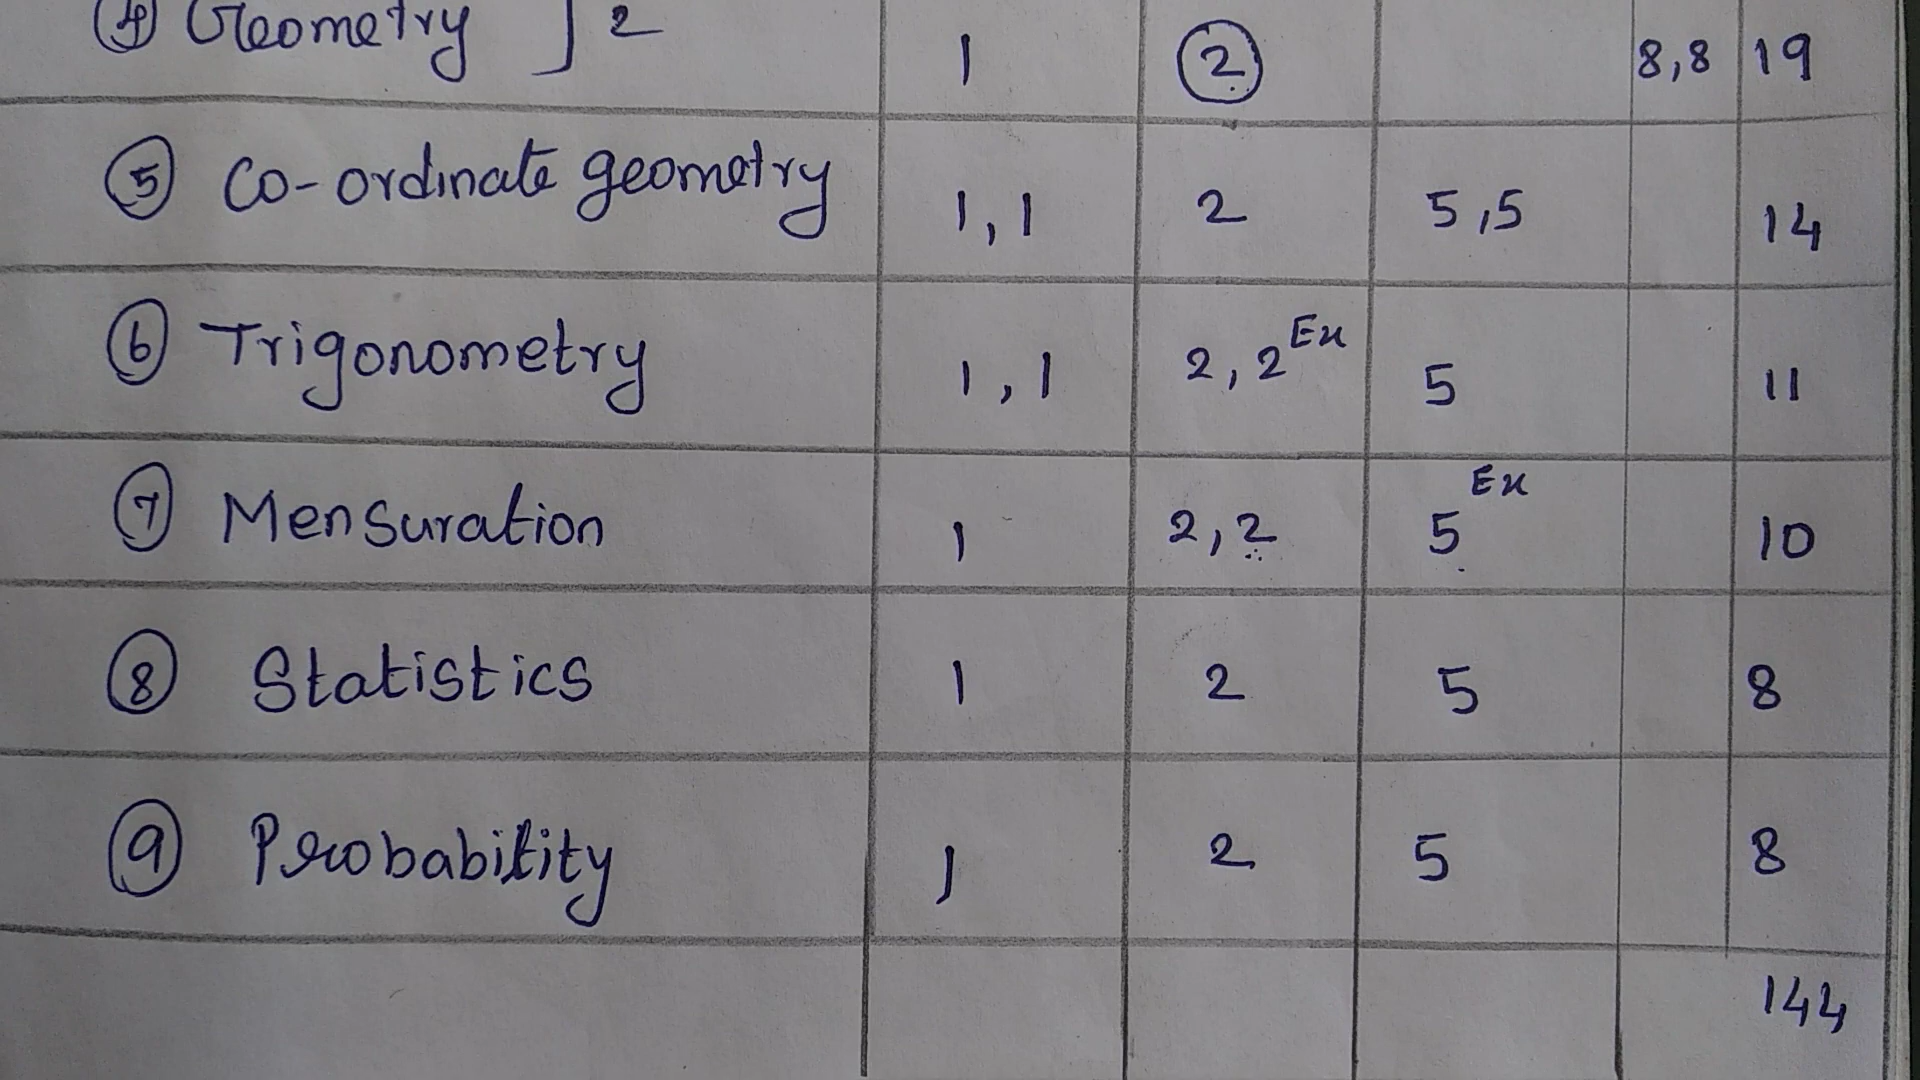 4 Geometry ] 2 1 2 8,8 19
5 Co-ordinate geometry 1,1 2 5,5 14
6 Trigonometry 1,1 2,2 Ex 5 11
7 Mensuration 1 2,2 5 Ex 10
8 Statistics 1 2 5 8
9 Probability 1 2 5 8
144